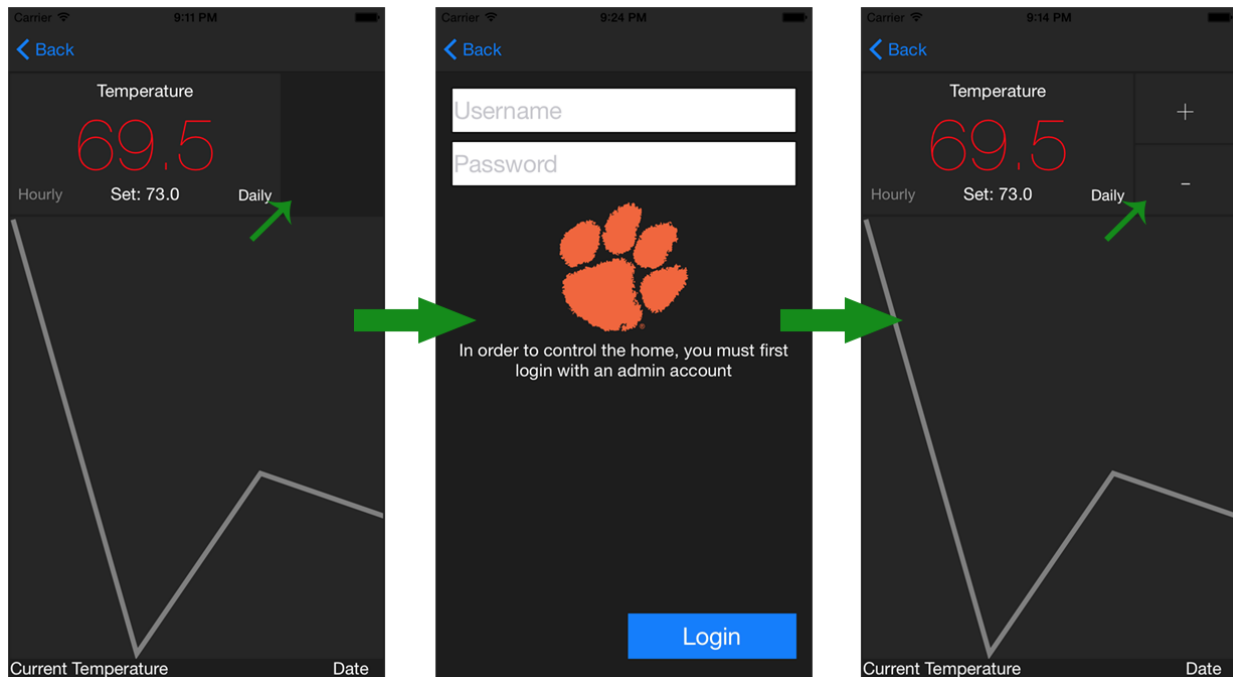 Carrier 9:11 PM
Back
Temperature
69.5
Hourly Set: 73.0 Daily
Current Temperature Date
Carrier 9:24 PM
Back
Username
Password
In order to control the home, you must first
login with an admin account
Login
Carrier 9:14 PM
Back
Temperature
+
69.5
-
Hourly Set: 73.0 Daily
Current Temperature Date